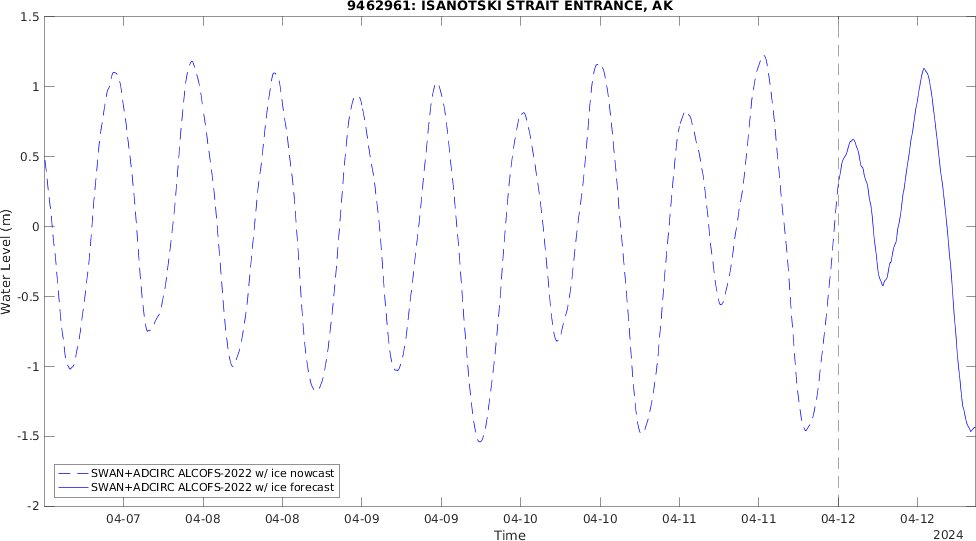 9462961: ISANOTSKI STRAIT ENTRANCE, AK
1.5
1
0.5
0
-0.5
-1
-1.5
-2
Water Level (m)
SWAN+ADCIRC ALCOFS-2022 w/ ice nowcast
SWAN+ADCIRC ALCOFS-2022 w/ ice forecast
04-07 04-08 04-08 04-09 04-09 04-10 04-10 04-11 04-11 04-12 04-12
Time
2024